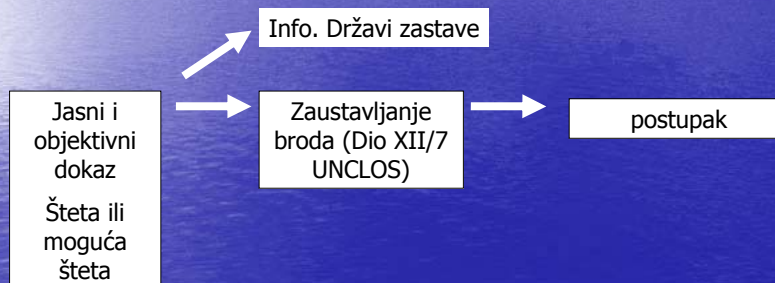 Info. Državi zastave
Jasni i
objektivni
dokaz
Šteta ili
moguća
šteta
Zaustavljanje
broda (Dio XII/7
UNCLOS)
postupak